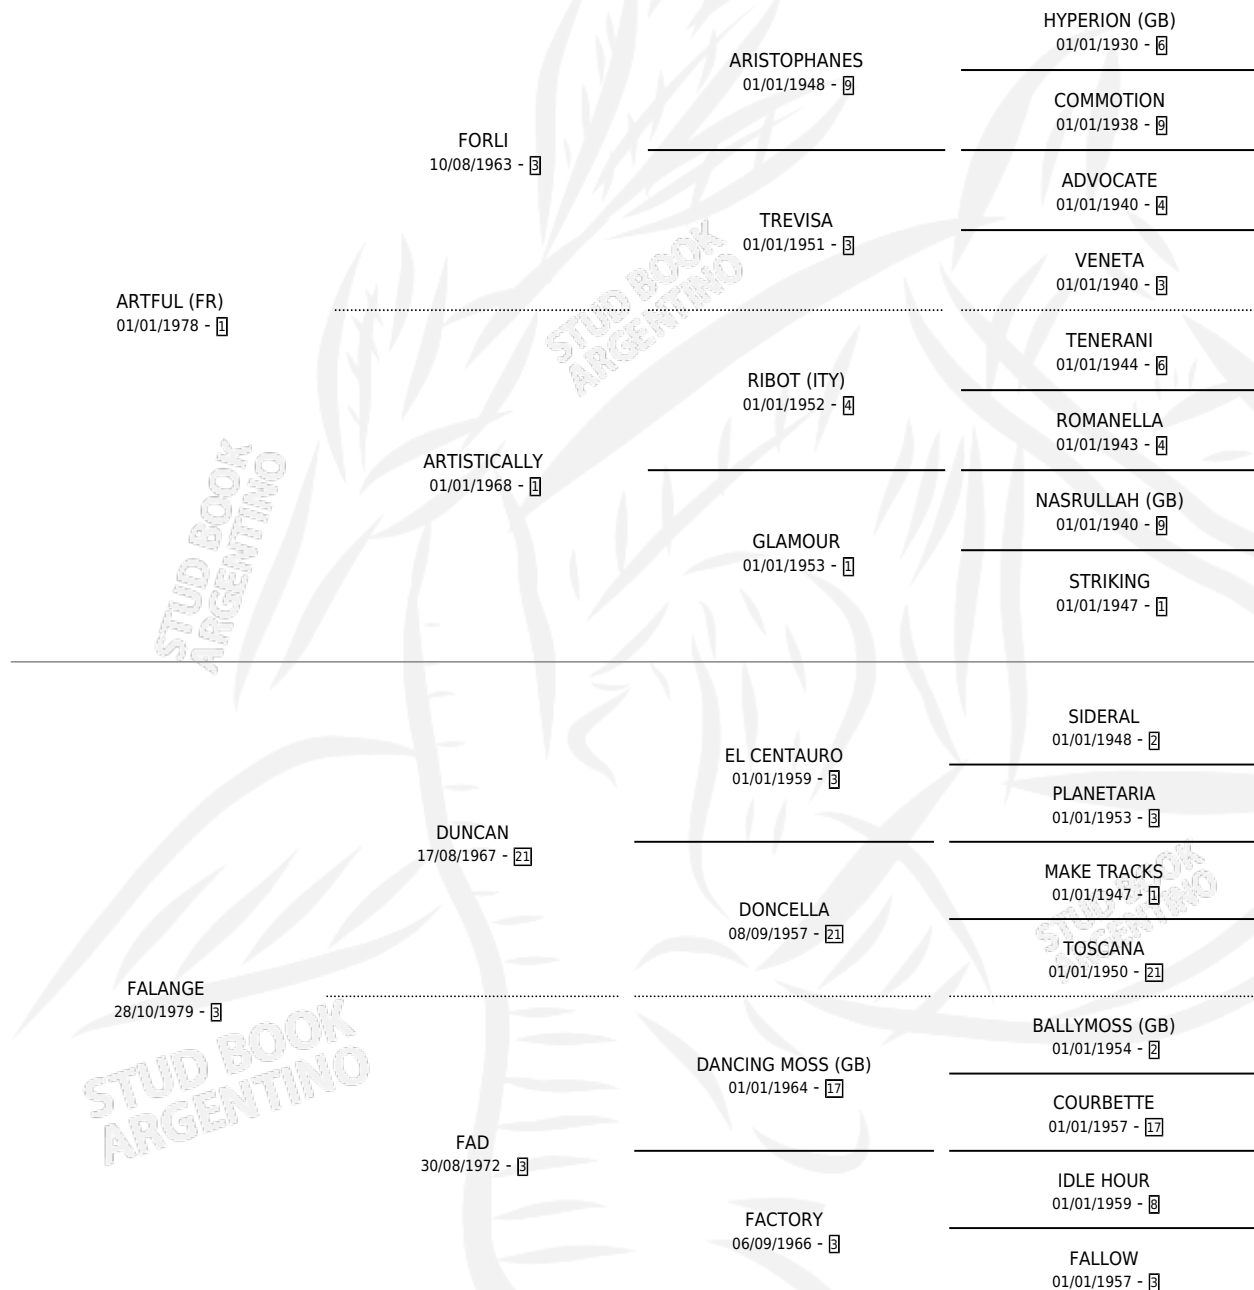 HYPERION (GB)
01/01/1930 - 6
ARISTOPHANES
01/01/1948 - 9
COMMOTION
01/01/1938 - 9
FORLI
10/08/1963 - 3
ADVOCATE
01/01/1940 - 4
TREVISA
01/01/1951 - 3
VENETA
01/01/1940 - 3
STUD BOOK
ARGENTINO
ARTFUL (FR)
01/01/1978 - 1
TENERANI
01/01/1944 - 6
RIBOT (ITY)
01/01/1952 - 4
ROMANELLA
01/01/1943 - 4
ARTISTICALLY
01/01/1968 - 1
NASRULLAH (GB)
01/01/1940 - 9
GLAMOUR
01/01/1953 - 1
STRIKING
01/01/1947 - 1
STUD BOOK
ARGENTINO
SIDERAL
01/01/1948 - 2
EL CENTAURO
01/01/1959 - 3
PLANETARIA
01/01/1953 - 3
DUNCAN
17/08/1967 - 21
MAKE TRACKS
01/01/1947 - 1
DONCELLA
08/09/1957 - 21
TOSCANA
01/01/1950 - 21
STUD BOOK
ARGENTINO
FALANGE
28/10/1979 - 3
BALLYMOSS (GB)
01/01/1954 - 2
DANCING MOSS (GB)
01/01/1964 - 17
COURBETTE
01/01/1957 - 17
STUD BOOK
ARGENTINO
FAD
30/08/1972 - 3
IDLE HOUR
01/01/1959 - 8
FACTORY
06/09/1966 - 3
FALLOW
01/01/1957 - 3